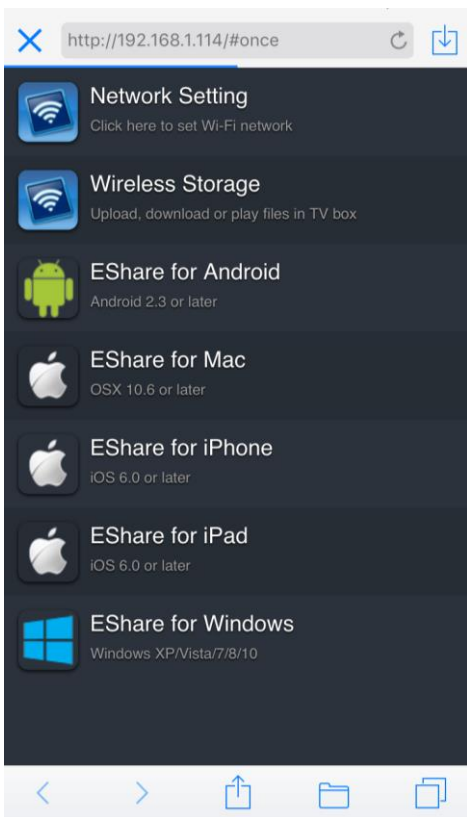 http://192.168.1.114/#once
Network Setting
Click here to set Wi-Fi network
Wireless Storage
Upload, download or play files in TV box
EShare for Android
Android 2.3 or later
EShare for Mac
OSX 10.6 or later
EShare for iPhone
iOS 6.0 or later
EShare for iPad
iOS 6.0 or later
EShare for Windows
Windows XP/Vista/7/8/10